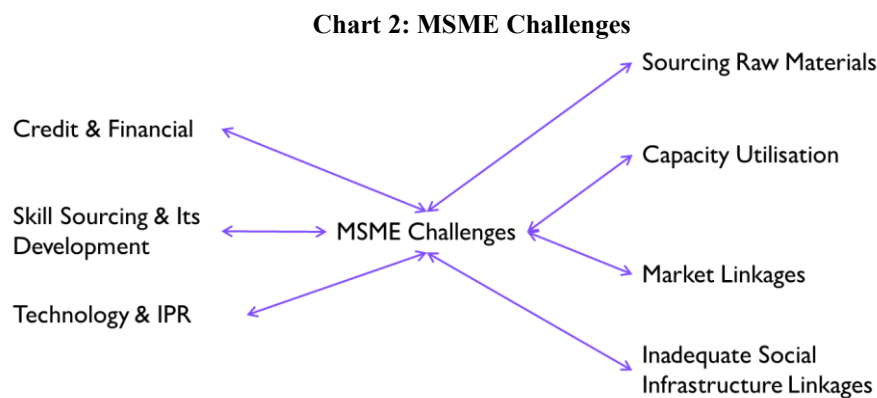 Chart 2: MSME Challenges
Sourcing Raw Materials
Credit & Financial
Capacity Utilisation
Skill Sourcing & Its
Development
MSME Challenges
Market Linkages
Technology & IPR
Inadequate Social
Infrastructure Linkages